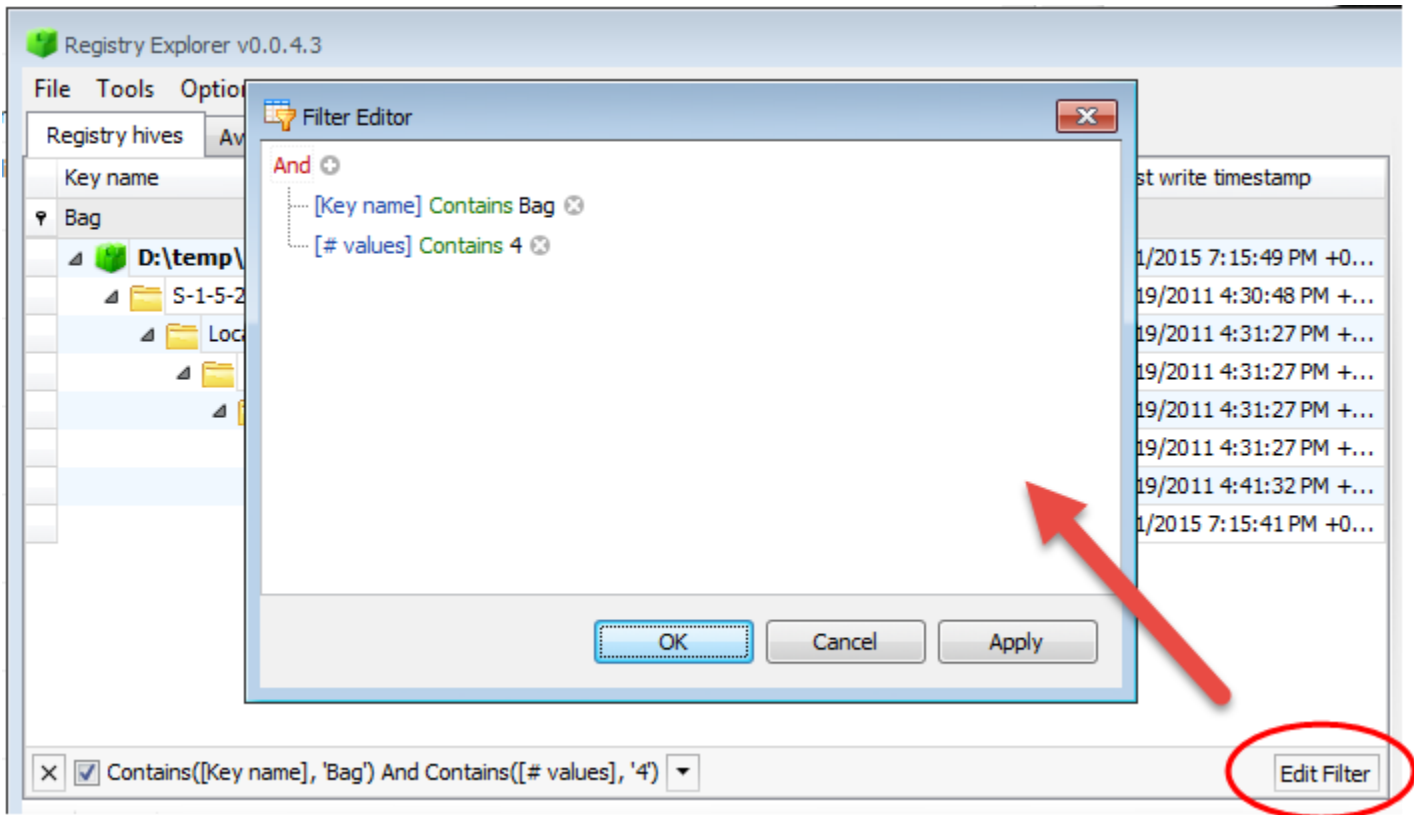 Registry Explorer v0.0.4.3
File Tools Option
Filter Editor
Registry hives Av
And
Key name
st write timestamp
[Key name] Contains Bag
Bag
[# values] Contains 4
D:\temp\
1/2015 7:15:49 PM +0...
S-1-5-2
19/2011 4:30:48 PM +...
Loca
19/2011 4:31:27 PM +...
19/2011 4:31:27 PM +...
19/2011 4:31:27 PM +...
19/2011 4:31:27 PM +...
19/2011 4:41:32 PM +...
1/2015 7:15:41 PM +0...
OK Cancel Apply
Contains([Key name], 'Bag') And Contains([# values], '4')
Edit Filter